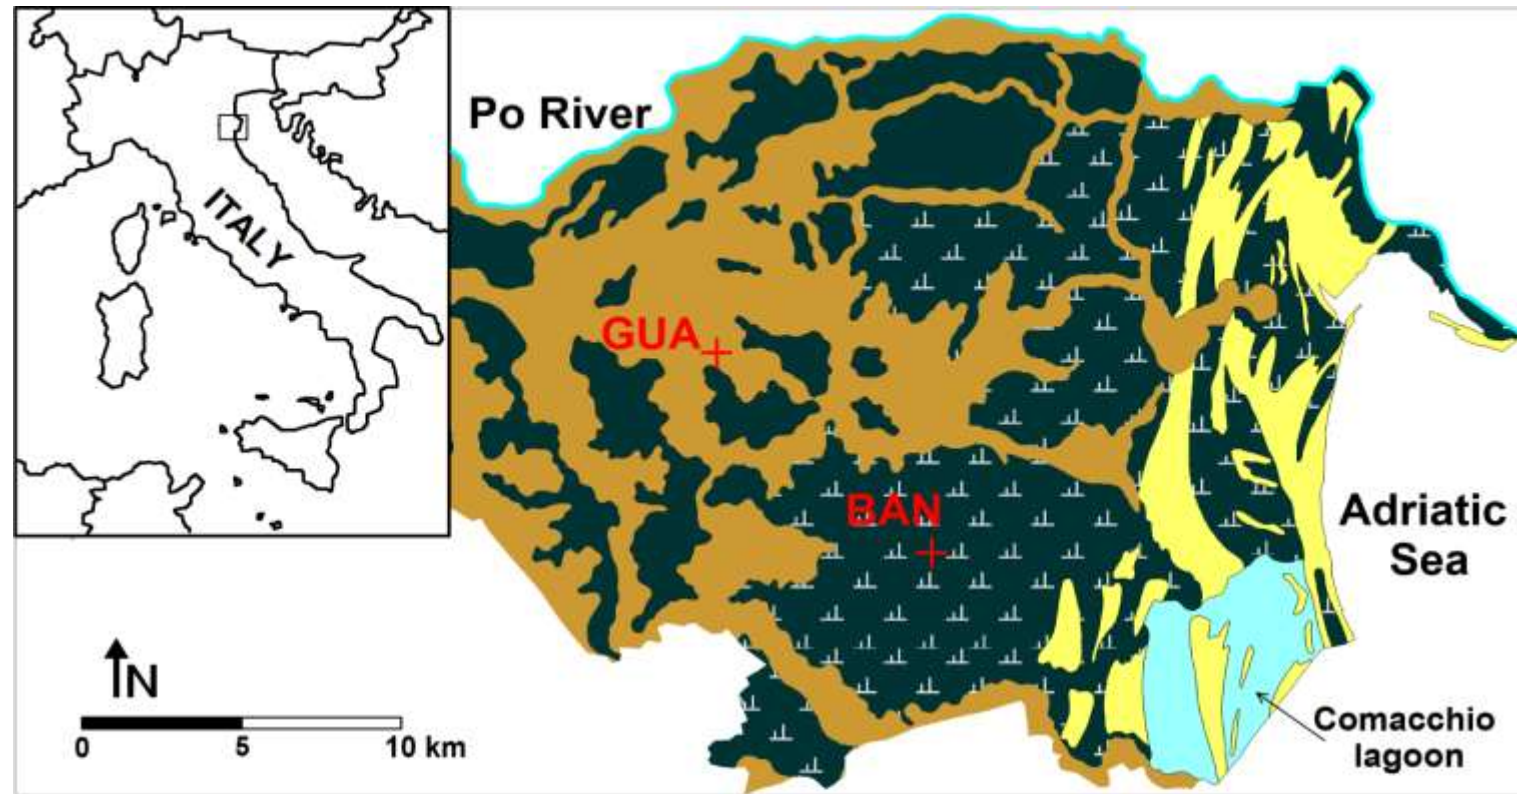 Po River
ITALY
GUA
BAN
Adriatic
Sea
N
0 5 10 km
Comacchio
lagoon